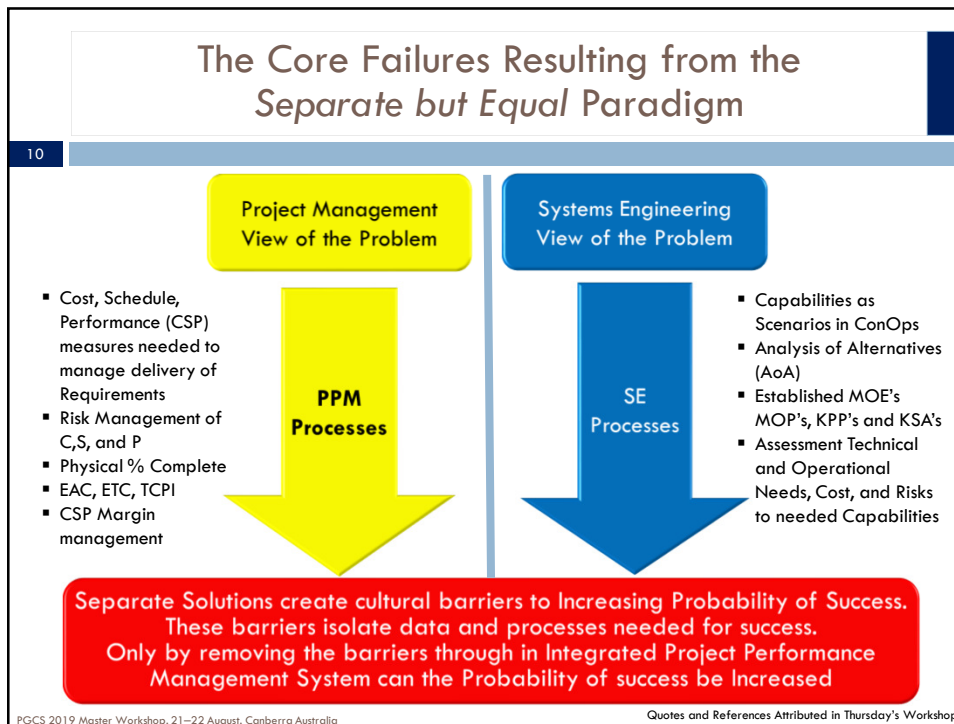 The Core Failures Resulting from the
Separate but Equal Paradigm
10
Project Management
View of the Problem
Systems Engineering
View of the Problem
▪ Cost, Schedule,
Performance (CSP)
measures needed to
manage delivery of
Requirements
▪ Risk Management of
C,S, and P
▪ Physical % Complete
▪ EAC, ETC, TCPI
▪ CSP Margin
management
PPM
Processes
SE
Processes
▪ Capabilities as
Scenarios in ConOps
▪ Analysis of Alternatives
(AoA)
▪ Established MOE's
MOP's, KPP's and KSA's
▪ Assessment Technical
and Operational
Needs, Cost, and Risks
to needed Capabilities
Separate Solutions create cultural barriers to Increasing Probability of Success.
These barriers isolate data and processes needed for success.
Only by removing the barriers through in Integrated Project Performance
Management System can the Probability of success be Increased
PGCS 2019 Master Workshop, 21–22 August, Canberra Australia
Quotes and References Attributed in Thursday's Workshop